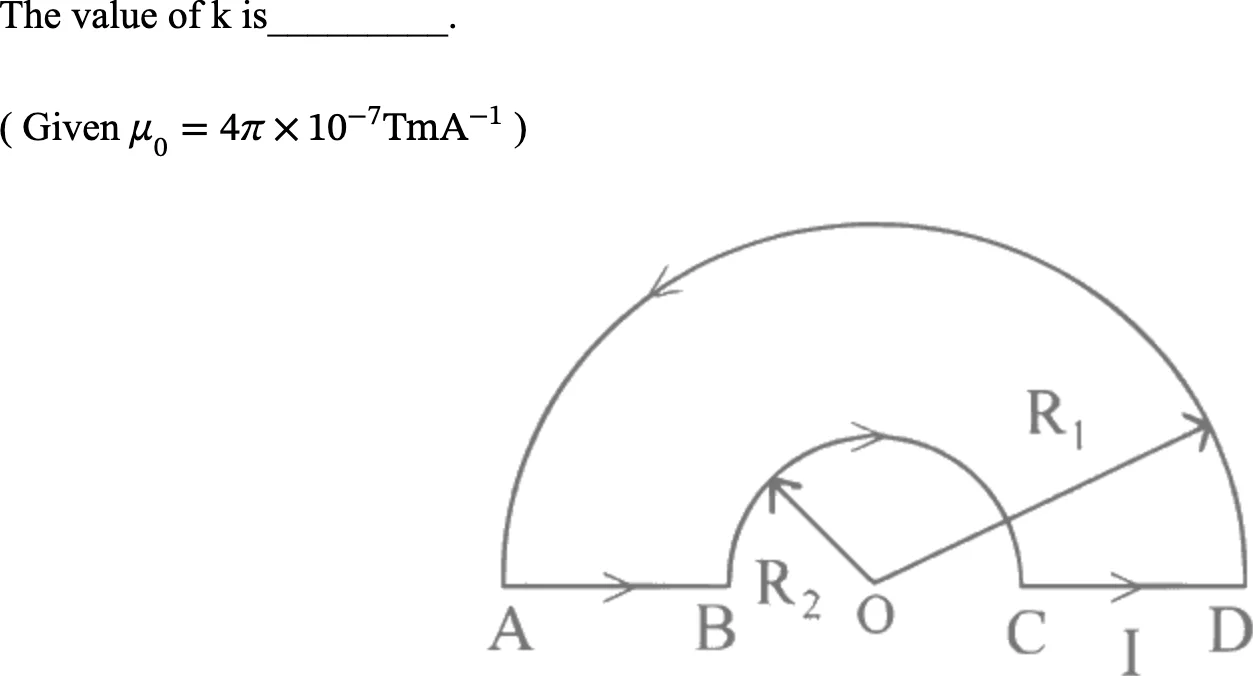 The value of k is_________.
( Given μ₀ = 4π × 10⁻⁷TmA⁻¹ )
R₁
R₂
O
A
B
C
I
D